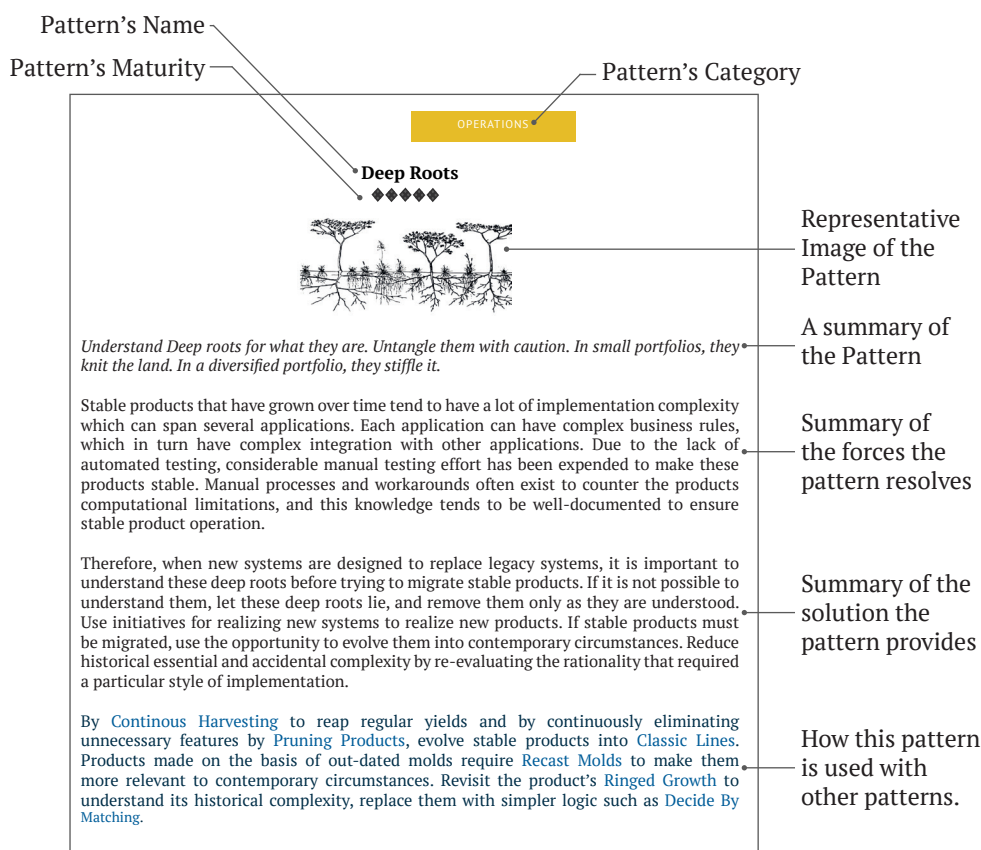 Pattern's Name
Pattern's Maturity
Pattern's Category
OPERATIONS
Deep Roots
Representative
Image of the
Pattern
Understand Deep roots for what they are. Untangle them with caution. In small portfolios, they
knit the land. In a diversified portfolio, they stiffle it.
A summary of
the Pattern
Stable products that have grown over time tend to have a lot of implementation complexity
which can span several applications. Each application can have complex business rules,
which in turn have complex integration with other applications. Due to the lack of
automated testing, considerable manual testing effort has been expended to make these
products stable. Manual processes and workarounds often exist to counter the products
computational limitations, and this knowledge tends to be well-documented to ensure
stable product operation.
Summary of
the forces the
pattern resolves
Therefore, when new systems are designed to replace legacy systems, it is important to
understand these deep roots before trying to migrate stable products. If it is not possible to
understand them, let these deep roots lie, and remove them only as they are understood.
Use initiatives for realizing new systems to realize new products. If stable products must
be migrated, use the opportunity to evolve them into contemporary circumstances. Reduce
historical essential and accidental complexity by re-evaluating the rationality that required
a particular style of implementation.
Summary of the
solution the
pattern provides
By Continous Harvesting to reap regular yields and by continuously eliminating
unnecessary features by Pruning Products, evolve stable products into Classic Lines.
Products made on the basis of out-dated molds require Recast Molds to make them
more relevant to contemporary circumstances. Revisit the product's Ringed Growth to
understand its historical complexity, replace them with simpler logic such as Decide By
Matching.
How this pattern
is used with
other patterns.